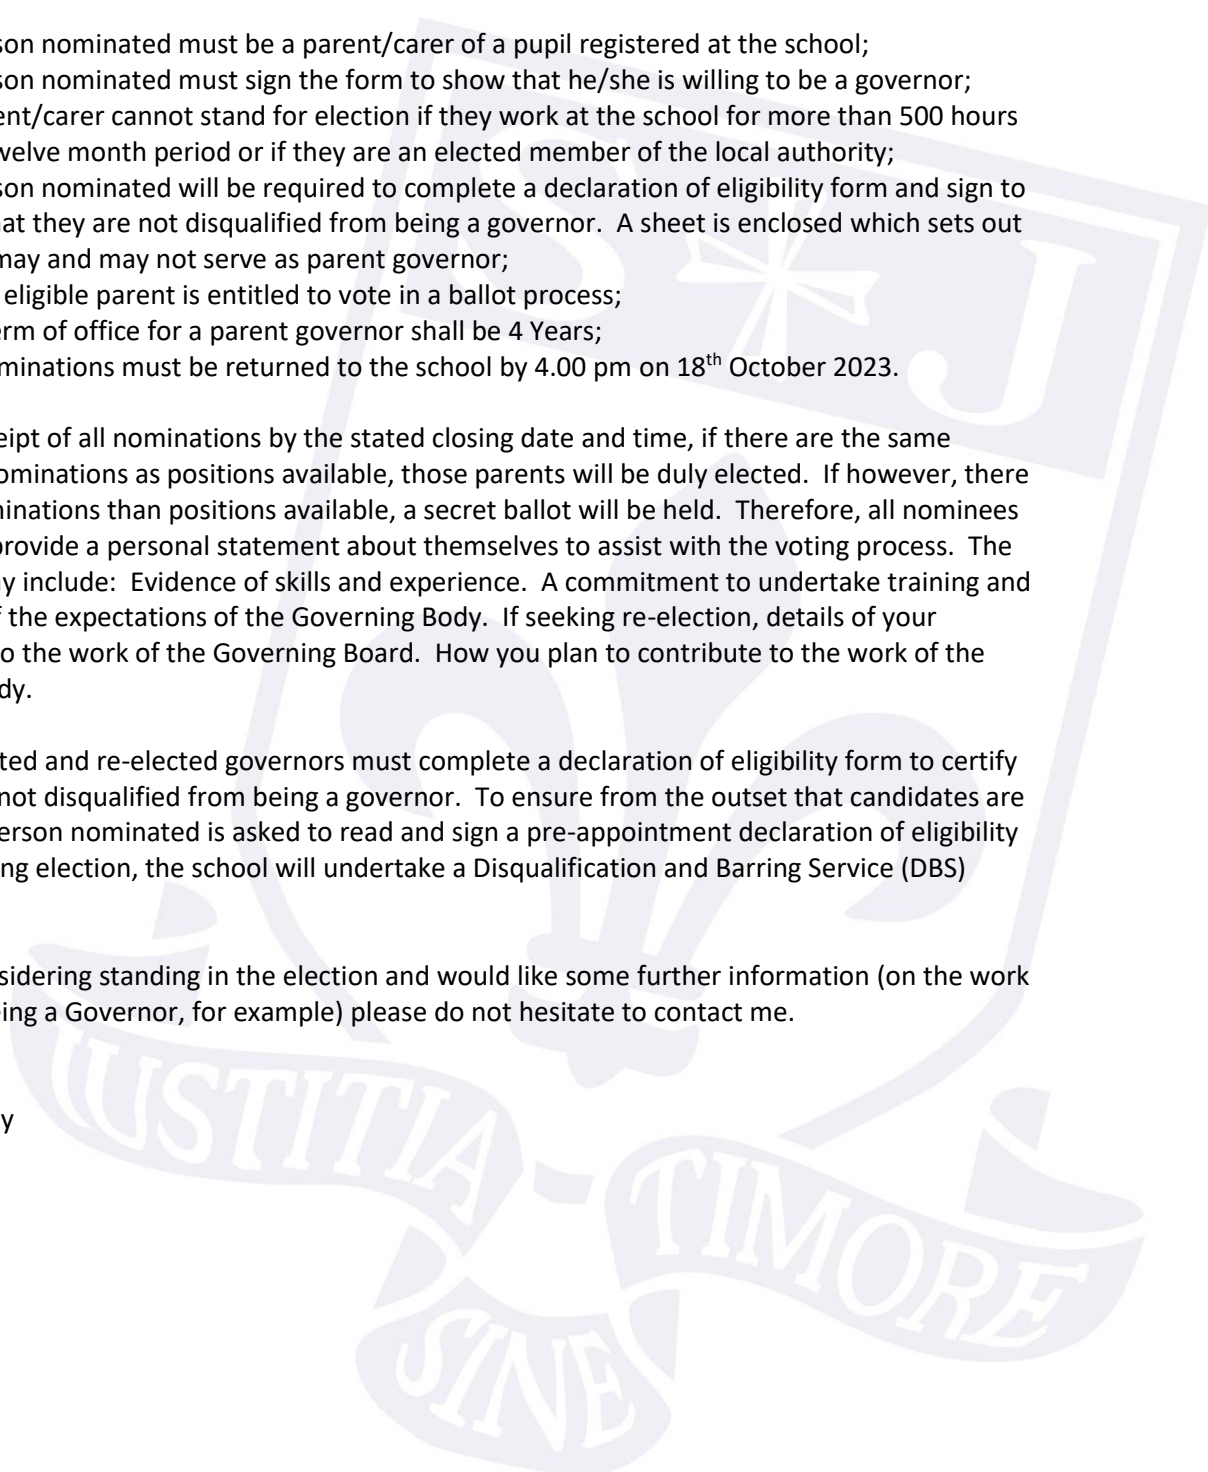 son nominated must be a parent/carer of a pupil registered at the school;
son nominated must sign the form to show that he/she is willing to be a governor;
ent/carer cannot stand for election if they work at the school for more than 500 hours
welve month period or if they are an elected member of the local authority;
son nominated will be required to complete a declaration of eligibility form and sign to
hat they are not disqualified from being a governor.  A sheet is enclosed which sets out
may and may not serve as parent governor;
eligible parent is entitled to vote in a ballot process;
erm of office for a parent governor shall be 4 Years;
ominations must be returned to the school by 4.00 pm on 18th October 2023.
eipt of all nominations by the stated closing date and time, if there are the same
ominations as positions available, those parents will be duly elected.  If however, there
minations than positions available, a secret ballot will be held.  Therefore, all nominees
provide a personal statement about themselves to assist with the voting process.  The
ay include:  Evidence of skills and experience.  A commitment to undertake training and
f the expectations of the Governing Body.  If seeking re-election, details of your
o the work of the Governing Board.  How you plan to contribute to the work of the
dy.
ted and re-elected governors must complete a declaration of eligibility form to certify
not disqualified from being a governor.  To ensure from the outset that candidates are
erson nominated is asked to read and sign a pre-appointment declaration of eligibility
ng election, the school will undertake a Disqualification and Barring Service (DBS)
sidering standing in the election and would like some further information (on the work
eing a Governor, for example) please do not hesitate to contact me.
y
S J
IUSTITIA - TIMORE
SINE